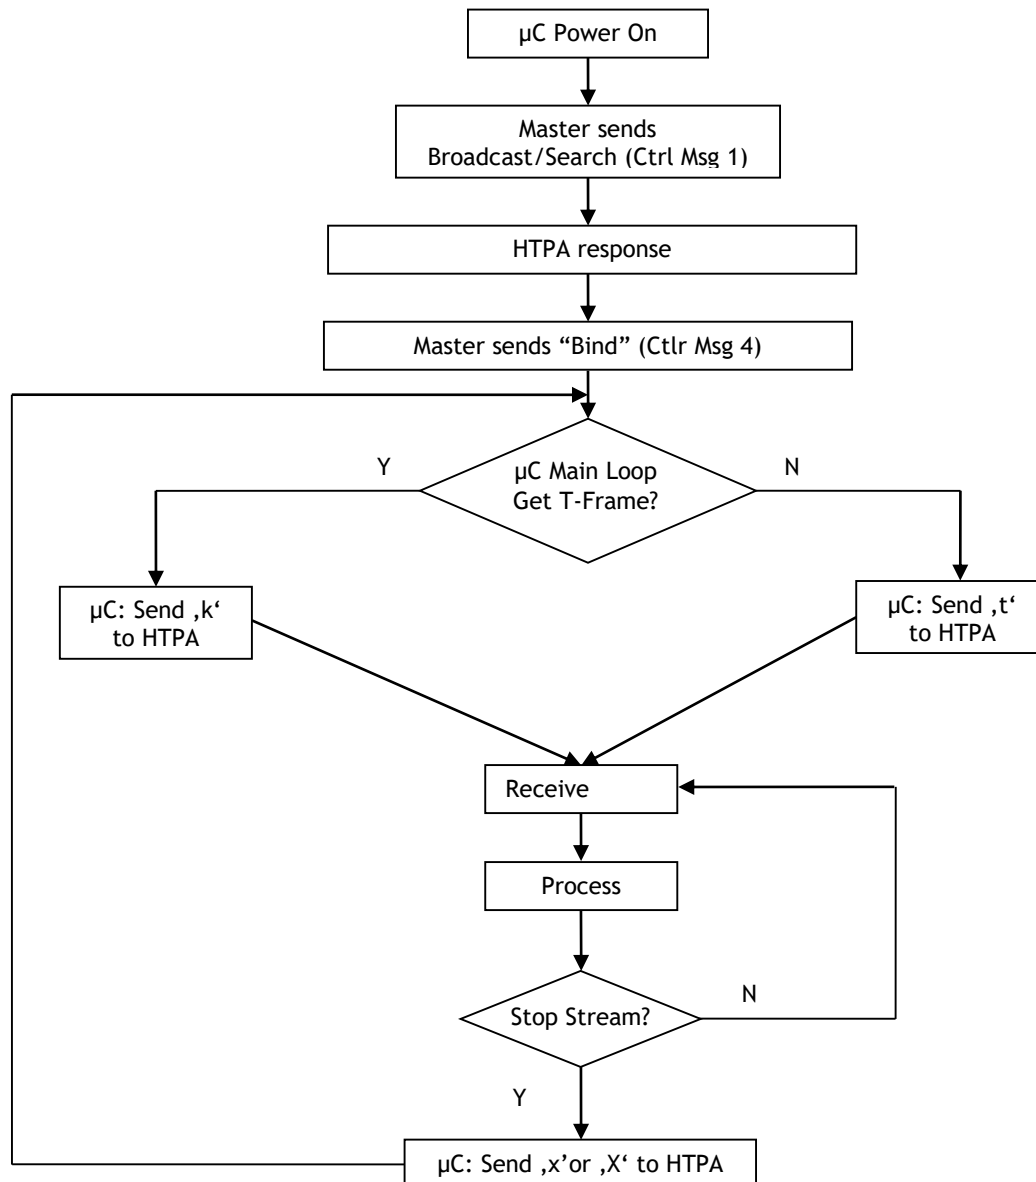 µC Power On
Master sends
Broadcast/Search (Ctrl Msg 1)
HTPA response
Master sends “Bind” (Ctlr Msg 4)
Y
µC Main Loop
Get T-Frame?
N
µC: Send ‚k‘
to HTPA
µC: Send ‚t‘
to HTPA
Receive
Process
Stop Stream?
N
Y
µC: Send ‚x’or ‚X‘ to HTPA